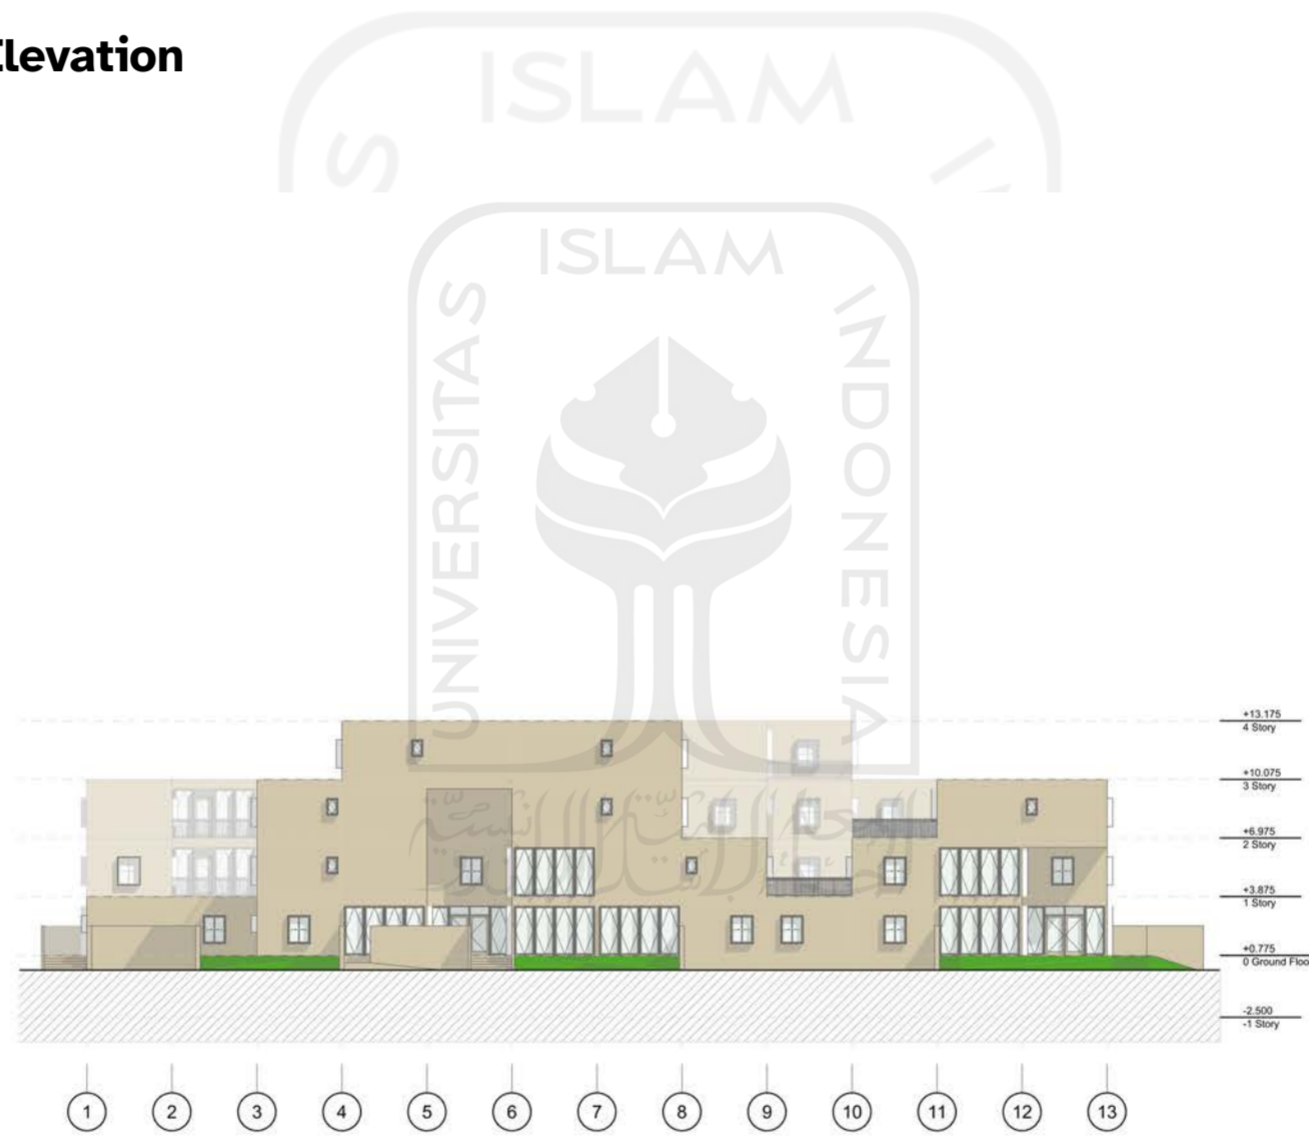 Elevation
ISLAM
S
I
ISLAM
UNIVERSITAS
INDONESIA
+13.175
4 Story
+10.075
3 Story
+6.975
2 Story
+3.875
1 Story
+0.775
0 Ground Floo
-2.500
-1 Story
1 2 3 4 5 6 7 8 9 10 11 12 13